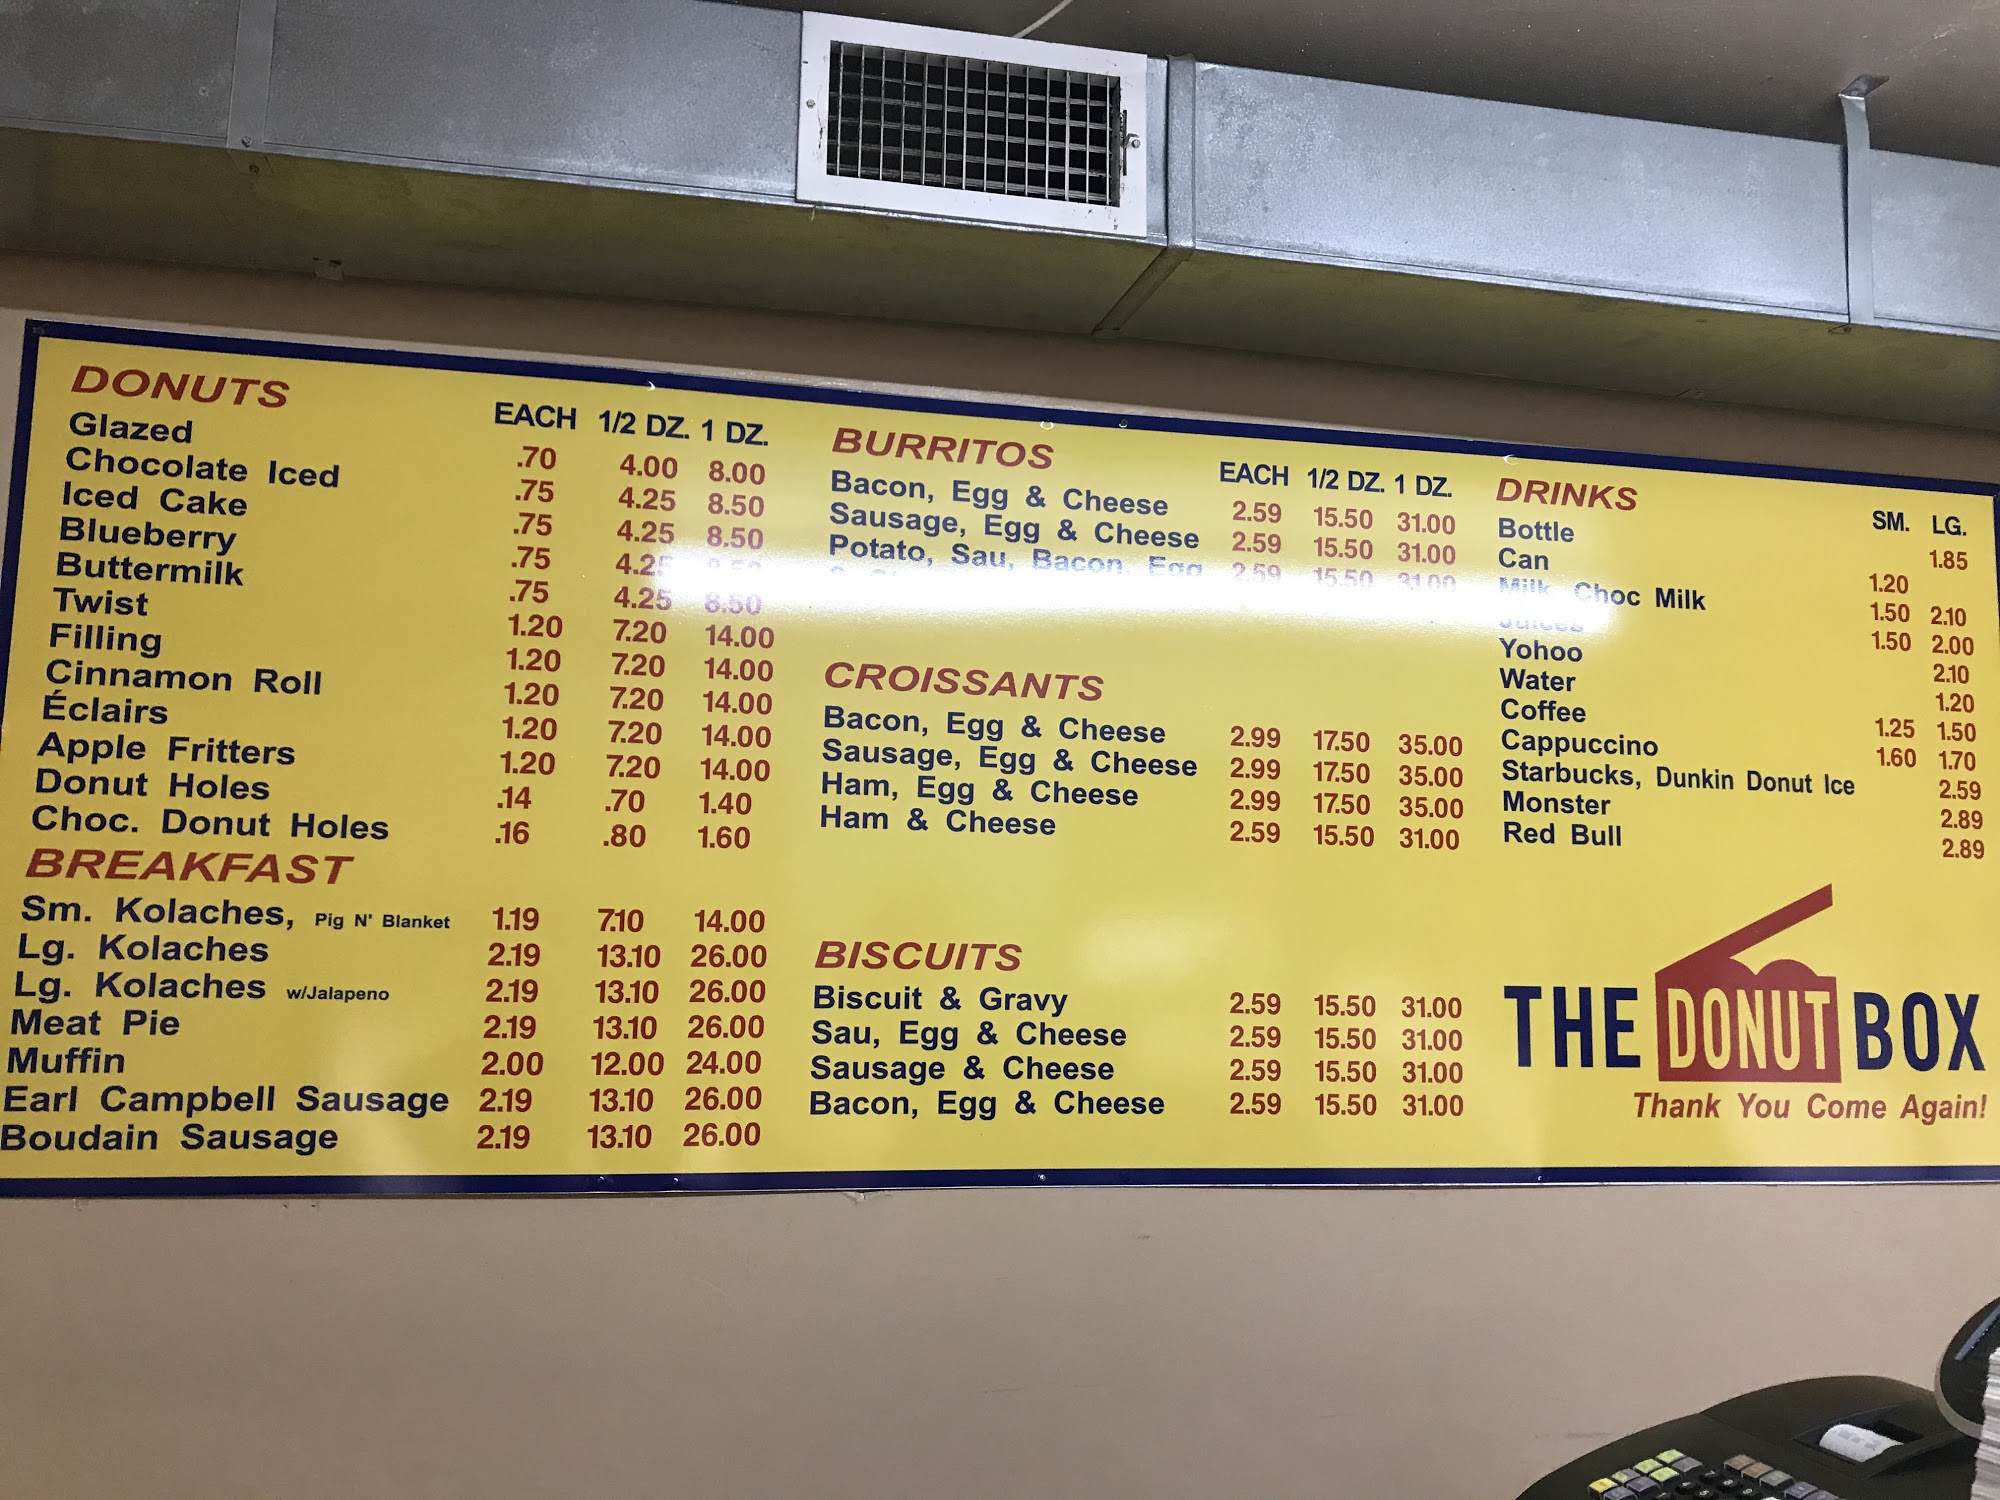 DONUTS EACH 1/2 DZ. 1 DZ.
Glazed .70 4.00 8.00
Chocolate Iced .75 4.25 8.50
Iced Cake .75 4.25 8.50
Blueberry .75 4.25 8.50
Buttermilk .75 4.25 8.50
Twist 1.20 7.20 14.00
Filling 1.20 7.20 14.00
Cinnamon Roll 1.20 7.20 14.00
Éclairs 1.20 7.20 14.00
Apple Fritters 1.20 7.20 14.00
Donut Holes .14 .70 1.40
Choc. Donut Holes .16 .80 1.60
BREAKFAST
Sm. Kolaches, Pig N' Blanket 1.19 7.10 14.00
Lg. Kolaches 2.19 13.10 26.00
Lg. Kolaches w/Jalapeno 2.19 13.10 26.00
Meat Pie 2.19 13.10 26.00
Muffin 2.00 12.00 24.00
Earl Campbell Sausage 2.19 13.10 26.00
Boudain Sausage 2.19 13.10 26.00
BURRITOS EACH 1/2 DZ. 1 DZ.
Bacon, Egg & Cheese 2.59 15.50 31.00
Sausage, Egg & Cheese 2.59 15.50 31.00
Potato, Sau, Bacon, Egg 2.59 15.50 31.00
CROISSANTS
Bacon, Egg & Cheese 2.99 17.50 35.00
Sausage, Egg & Cheese 2.99 17.50 35.00
Ham, Egg & Cheese 2.99 17.50 35.00
Ham & Cheese 2.59 15.50 31.00
BISCUITS
Biscuit & Gravy 2.59 15.50 31.00
Sau, Egg & Cheese 2.59 15.50 31.00
Sausage & Cheese 2.59 15.50 31.00
Bacon, Egg & Cheese 2.59 15.50 31.00
DRINKS SM. LG.
Bottle 1.85
Can 1.20
Milk, Choc Milk 1.50 2.10
Juices 1.50 2.00
Yohoo 2.10
Water 1.20
Coffee 1.25 1.50
Cappuccino 1.60 1.70
Starbucks, Dunkin Donut Ice 2.59
Monster 2.89
Red Bull 2.89
THE DONUT BOX
Thank You Come Again!